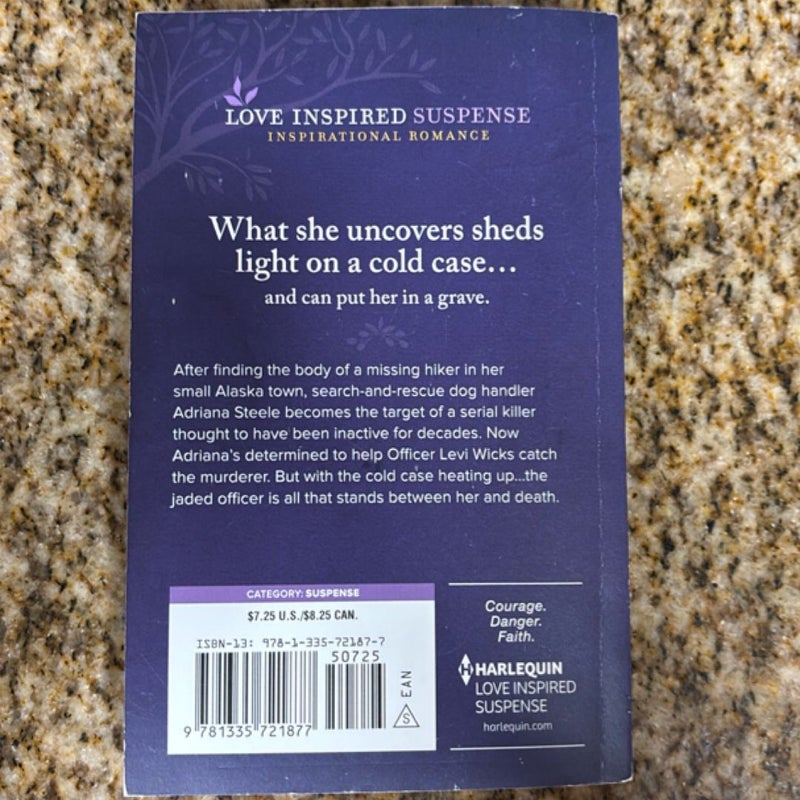 LOVE INSPIRED SUSPENSE
INSPIRATIONAL ROMANCE
What she uncovers sheds
light on a cold case...
and can put her in a grave.
After finding the body of a missing hiker in her
small Alaska town, search-and-rescue dog handler
Adriana Steele becomes the target of a serial killer
thought to have been inactive for decades. Now
Adriana's determined to help Officer Levi Wicks catch
the murderer. But with the cold case heating up...the
jaded officer is all that stands between her and death.
CATEGORY: SUSPENSE
$7.25 U.S./$8.25 CAN.
ISBN-13: 978-1-335-72187-7
50725
9 781335 721877
S
EAN
Courage.
Danger.
Faith.
H HARLEQUIN
LOVE INSPIRED
SUSPENSE
harlequin.com